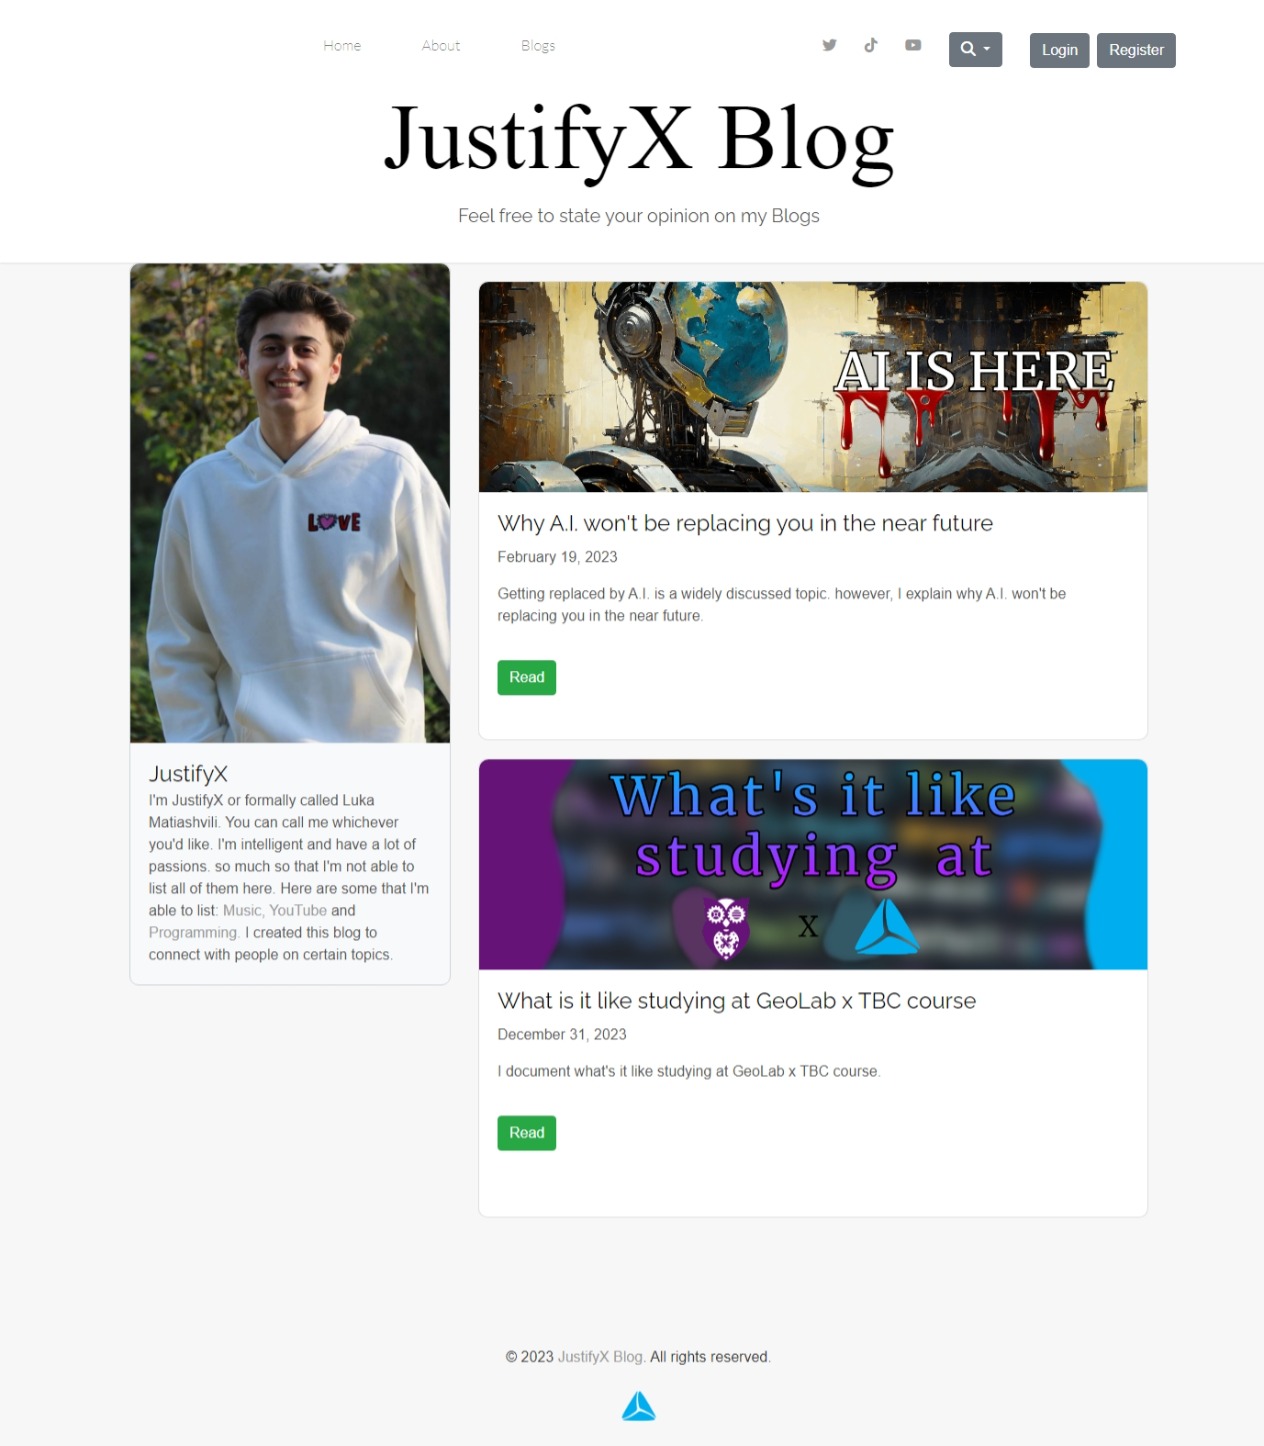 Home About Blogs
Login Register
JustifyX Blog
Feel free to state your opinion on my Blogs
LOVE
JustifyX
I'm JustifyX or formally called Luka
Matiashvili. You can call me whichever
you'd like. I'm intelligent and have a lot of
passions. so much so that I'm not able to
list all of them here. Here are some that I'm
able to list: Music, YouTube and
Programming. I created this blog to
connect with people on certain topics.
AI IS HERE
Why A.I. won't be replacing you in the near future
February 19, 2023
Getting replaced by A.I. is a widely discussed topic. however, I explain why A.I. won't be
replacing you in the near future.
Read
What's it like
studying at
X
What is it like studying at GeoLab x TBC course
December 31, 2023
I document what's it like studying at GeoLab x TBC course.
Read
© 2023 JustifyX Blog. All rights reserved.